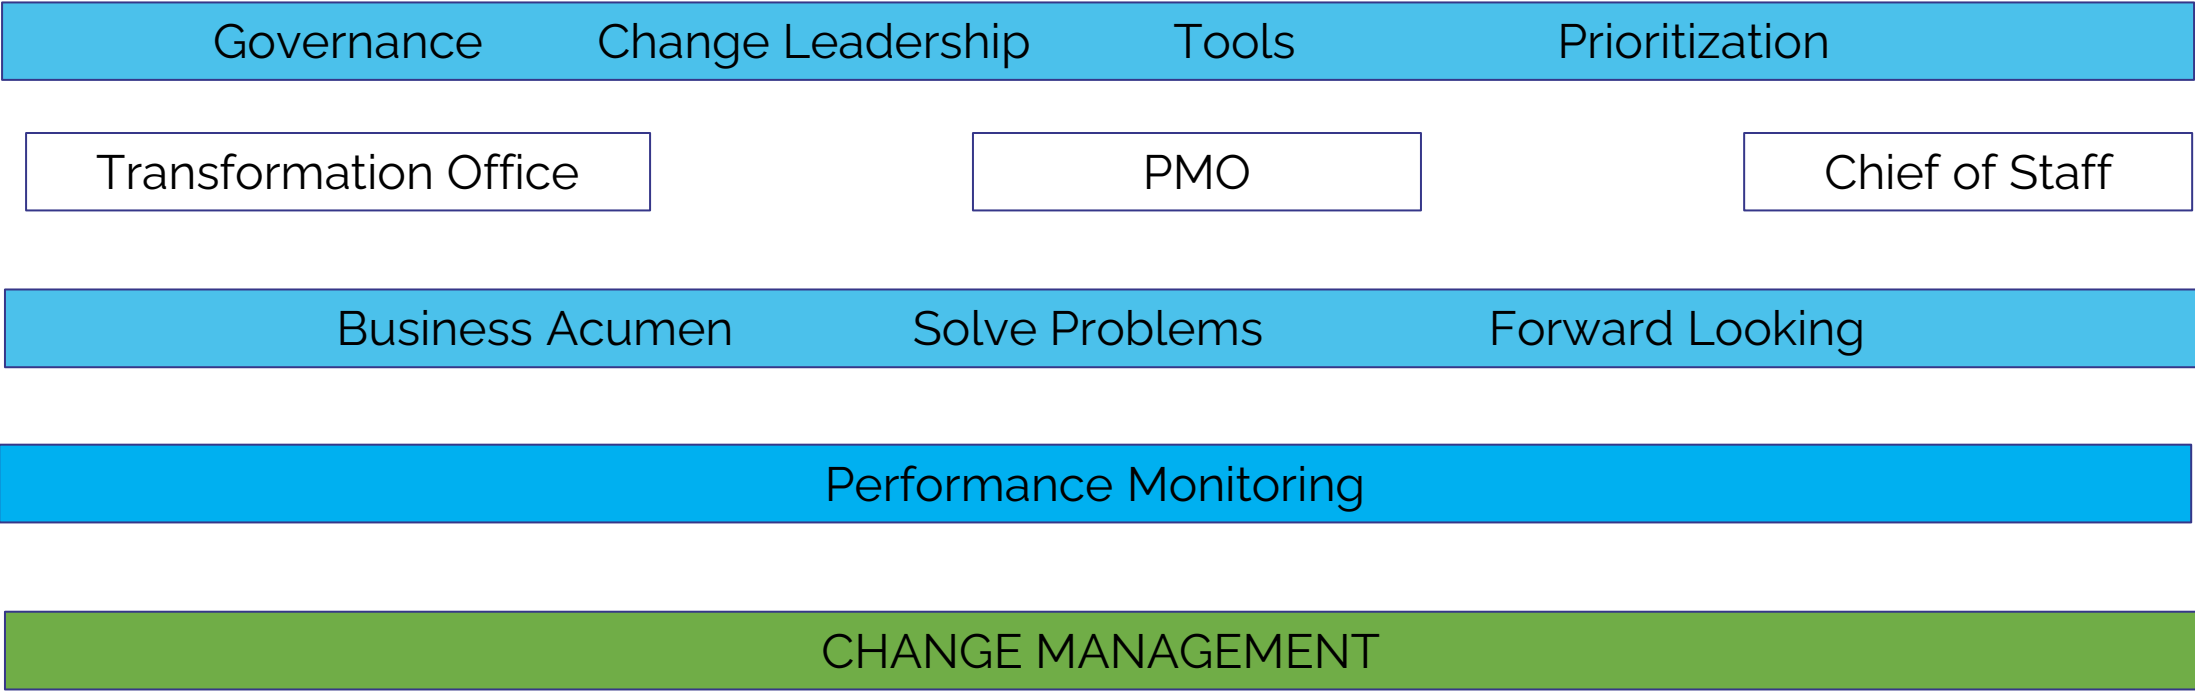 Governance Change Leadership Tools Prioritization
Transformation Office PMO Chief of Staff
Business Acumen Solve Problems Forward Looking
Performance Monitoring
CHANGE MANAGEMENT